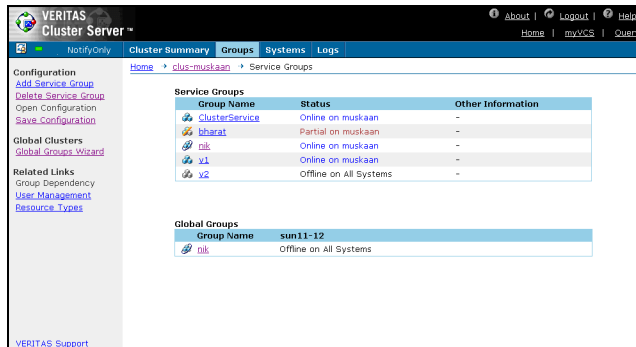 VERITAS
Cluster Server ™
About | Logout | Help
Home | myVCS |
NotifyOnly
Cluster Summary Groups Systems Logs
Home → clus-muskaan → Service Groups
Configuration
Add Service Group
Delete Service Group
Open Configuration
Save Configuration
Global Clusters
Global Groups Wizard
Related Links
Group Dependency
User Management
Resource Types
VERITAS Support
Service Groups
Group Name Status Other Information
ClusterService Online on muskaan -
bharat Partial on muskaan -
nik Online on muskaan -
v1 Online on muskaan -
v2 Offline on All Systems -
Global Groups
Group Name sun11-12
nik Offline on All Systems